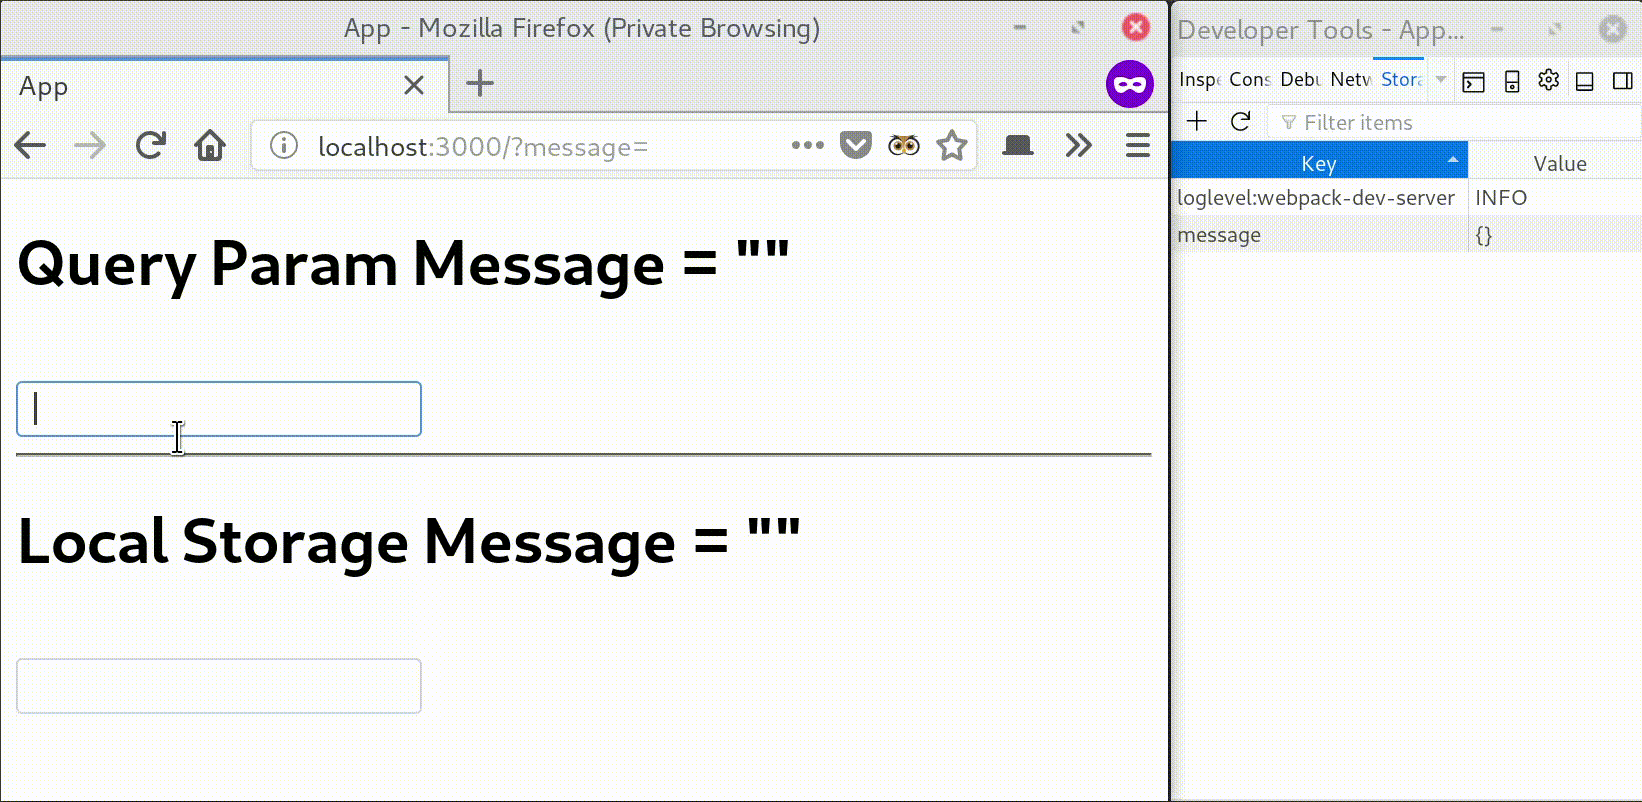 App - Mozilla Firefox (Private Browsing)
App
localhost:3000/?message=
Query Param Message = ""
Local Storage Message = ""
Developer Tools - App...
Inspe Cons Debu Netw Stora
Filter items
Key Value
loglevel:webpack-dev-server INFO
message {}